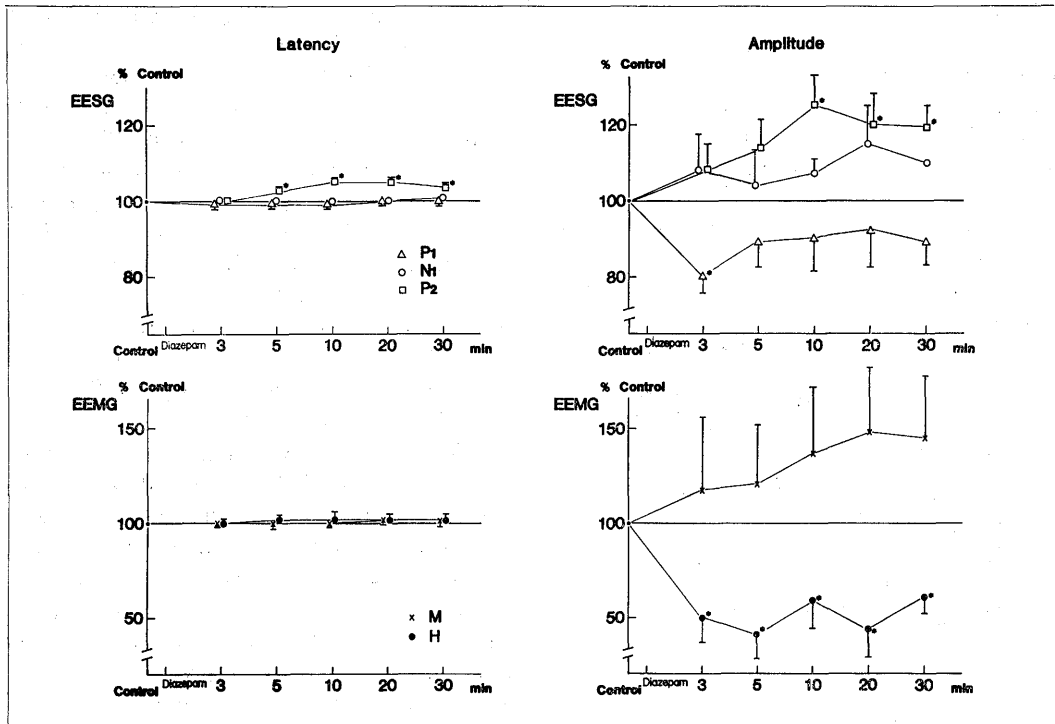 Latency
% Control
EESG
120
100
80
P1
N1
P2
Control Diazepam 3 5 10 20 30 min
Amplitude
% Control
EESG
120
100
80
Control Diazepam 3 5 10 20 30 min
% Control
EEMG
150
100
50
M
H
Control Diazepam 3 5 10 20 30 min
% Control
EEMG
150
100
50
Control Diazepam 3 5 10 20 30 min